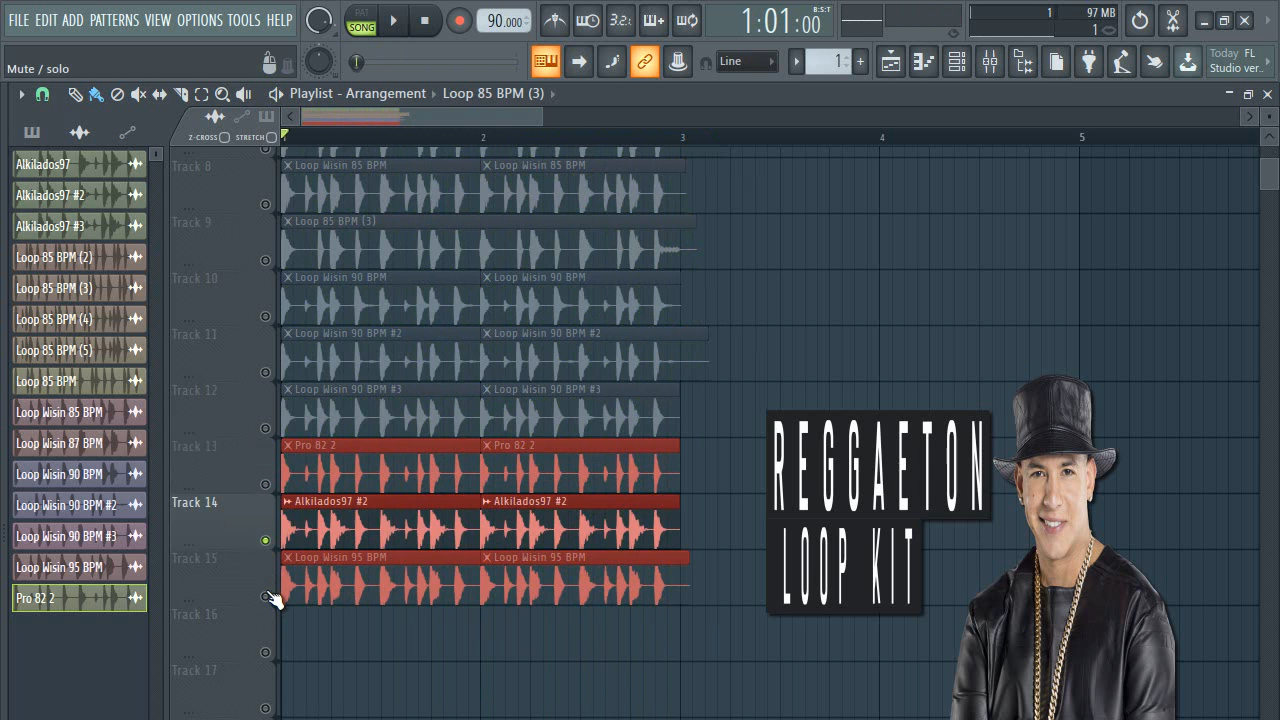 FILE EDIT ADD PATTERNS VIEW OPTIONS TOOLS HELP
PAT
SONG
90.000
3.2:
1:01:00
B:S:T
1
97 MB
1
Mute / solo
Line
1
Today FL
Studio ver..
Playlist - Arrangement
Loop 85 BPM (3)
Z-CROSS
STRETCH
1
2
3
4
5
Alkilados97
Alkilados97 #2
Alkilados97 #3
Loop 85 BPM (2)
Loop 85 BPM (3)
Loop 85 BPM (4)
Loop 85 BPM (5)
Loop 85 BPM
Loop Wisin 85 BPM
Loop Wisin 87 BPM
Loop Wisin 90 BPM
Loop Wisin 90 BPM #2
Loop Wisin 90 BPM #3
Loop Wisin 95 BPM
Pro 82 2
Track 8
Loop Wisin 85 BPM
Loop Wisin 85 BPM
Track 9
Loop 85 BPM (3)
Track 10
Loop Wisin 90 BPM
Loop Wisin 90 BPM
Track 11
Loop Wisin 90 BPM #2
Loop Wisin 90 BPM #2
Track 12
Loop Wisin 90 BPM #3
Loop Wisin 90 BPM #3
Track 13
Pro 82 2
Pro 82 2
Track 14
Alkilados97 #2
Alkilados97 #2
Track 15
Loop Wisin 95 BPM
Loop Wisin 95 BPM
Track 16
Track 17
REGGAETON
LOOP KIT